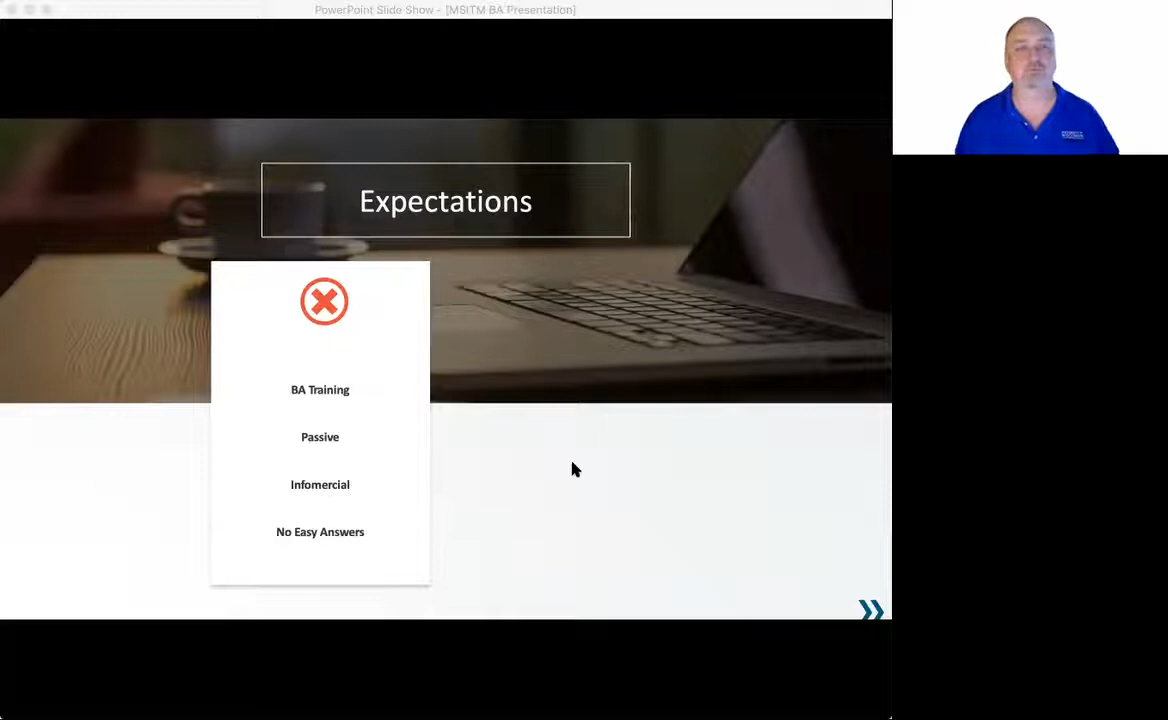 PowerPoint Slide Show - [MSITM BA Presentation]
Expectations
BA Training
Passive
Infomercial
No Easy Answers